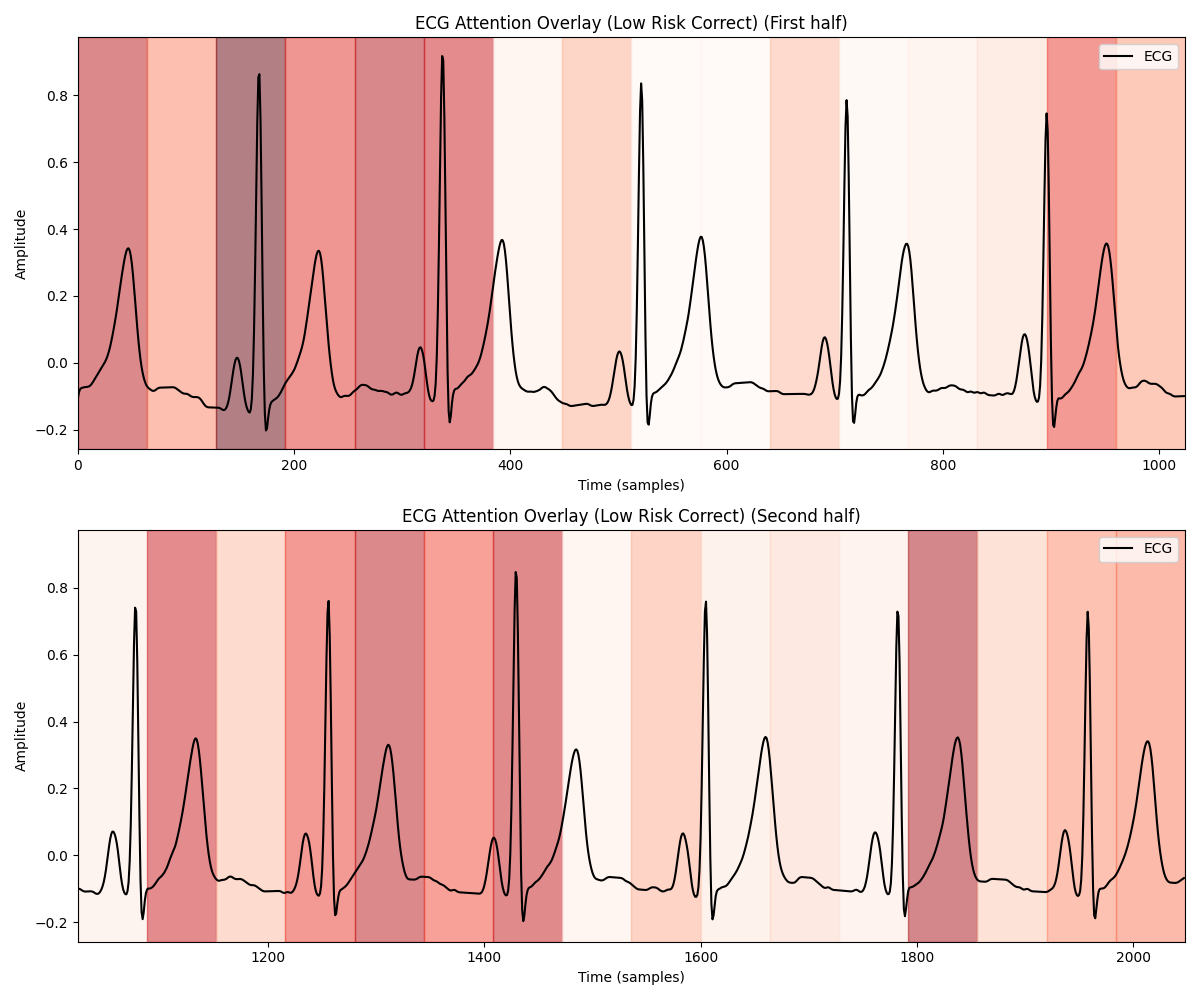 ECG Attention Overlay (Low Risk Correct) (First half)
ECG
0.8
0.6
0.4
0.2
0.0
−0.2
Amplitude
0 200 400 600 800 1000
Time (samples)
ECG Attention Overlay (Low Risk Correct) (Second half)
ECG
0.8
0.6
0.4
0.2
0.0
−0.2
Amplitude
1200 1400 1600 1800 2000
Time (samples)